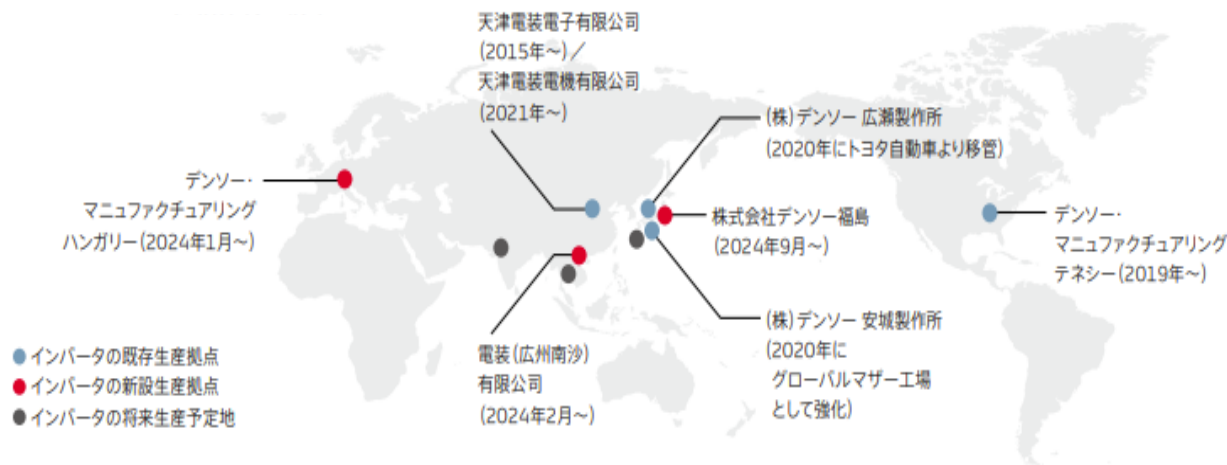 天津電装電子有限公司
(2015年～)／
天津電装電機有限公司
(2021年～)
(株)デンソー 広瀬製作所
(2020年にトヨタ自動車より移管)
デンソー・
マニュファクチュアリング
ハンガリー(2024年1月～)
株式会社デンソー福島
(2024年9月～)
デンソー・
マニュファクチュアリング
テネシー(2019年～)
(株)デンソー 安城製作所
(2020年に
グローバルマザー工場
として強化)
電装(広州南沙)
有限公司
(2024年2月～)
インバータの既存生産拠点
インバータの新設生産拠点
インバータの将来生産予定地